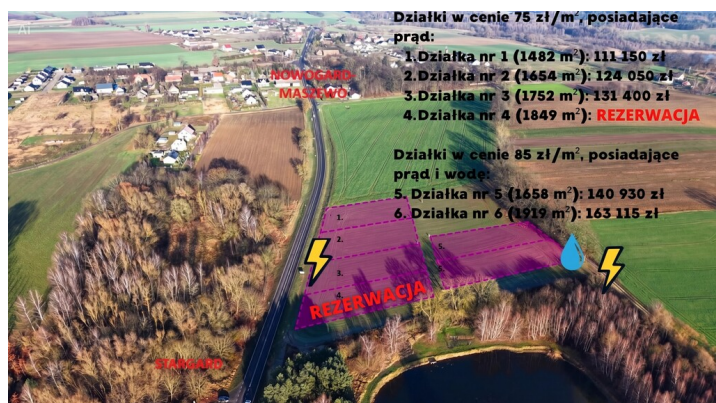 Działki w cenie 75 zł/m², posiadające
prąd:
1.Działka nr 1 (1482 m²): 111 150 zł
2.Działka nr 2 (1654 m²): 124 050 zł
3.Działka nr 3 (1752 m²): 131 400 zł
4.Działka nr 4 (1849 m²): REZERWACJA
Działki w cenie 85 zł/m², posiadające
prąd i wodę:
5. Działka nr 5 (1658 m²): 140 930 zł
6. Działka nr 6 (1919 m²): 163 115 zł
NOWOGARD
MASZEWO
1.
2.
3.
4.
5.
REZERWACJA
STARGARD